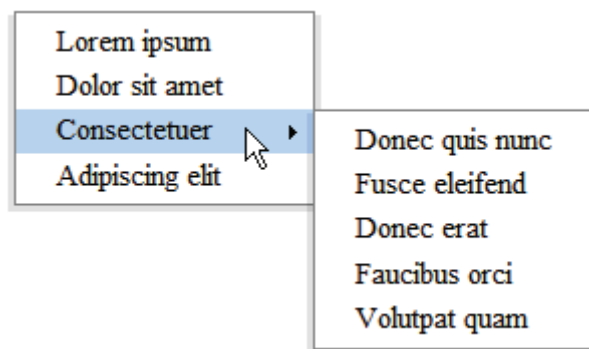 Lorem ipsum
Dolor sit amet
Consectetuer
Adipiscing elit
Donec quis nunc
Fusce eleifend
Donec erat
Faucibus orci
Volutpat quam